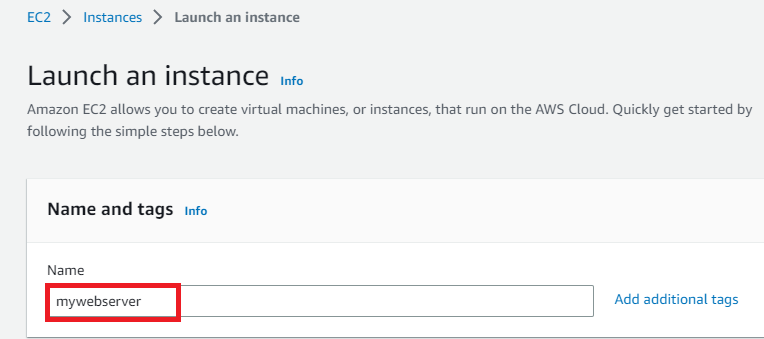 EC2 > Instances > Launch an instance
Launch an instance Info
Amazon EC2 allows you to create virtual machines, or instances, that run on the AWS Cloud. Quickly get started by
following the simple steps below.
Name and tags Info
Name
mywebserver Add additional tags